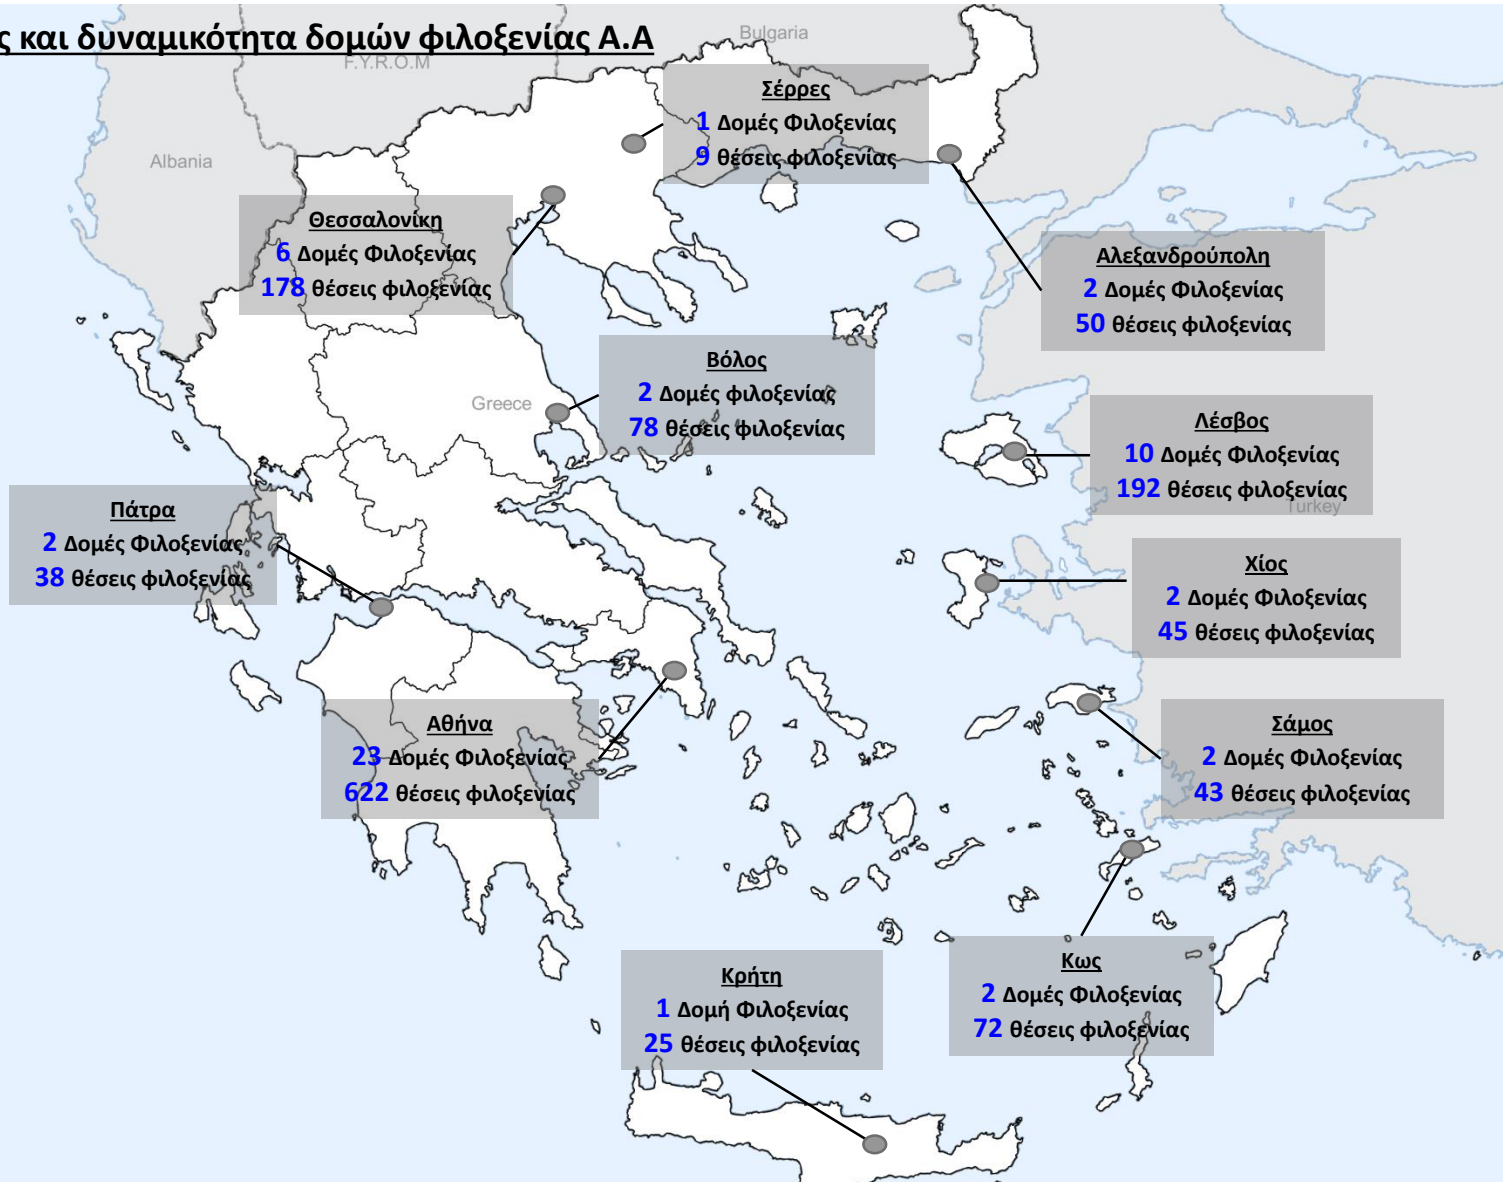 ς και δυναμικότητα δομών φιλοξενίας Α.Α
Bulgaria
F.Y.R.O.M
Albania
Σέρρες
1 Δομές Φιλοξενίας
9 θέσεις φιλοξενίας
Θεσσαλονίκη
6 Δομές Φιλοξενίας
178 θέσεις φιλοξενίας
Αλεξανδρούπολη
2 Δομές Φιλοξενίας
50 θέσεις φιλοξενίας
Βόλος
2 Δομές φιλοξενίας
78 θέσεις φιλοξενίας
Greece
Λέσβος
10 Δομές Φιλοξενίας
192 θέσεις φιλοξενίας
Turkey
Πάτρα
2 Δομές Φιλοξενίας
38 θέσεις φιλοξενίας
Χίος
2 Δομές Φιλοξενίας
45 θέσεις φιλοξενίας
Αθήνα
23 Δομές Φιλοξενίας
622 θέσεις φιλοξενίας
Σάμος
2 Δομές Φιλοξενίας
43 θέσεις φιλοξενίας
Κρήτη
1 Δομή Φιλοξενίας
25 θέσεις φιλοξενίας
Κως
2 Δομές Φιλοξενίας
72 θέσεις φιλοξενίας